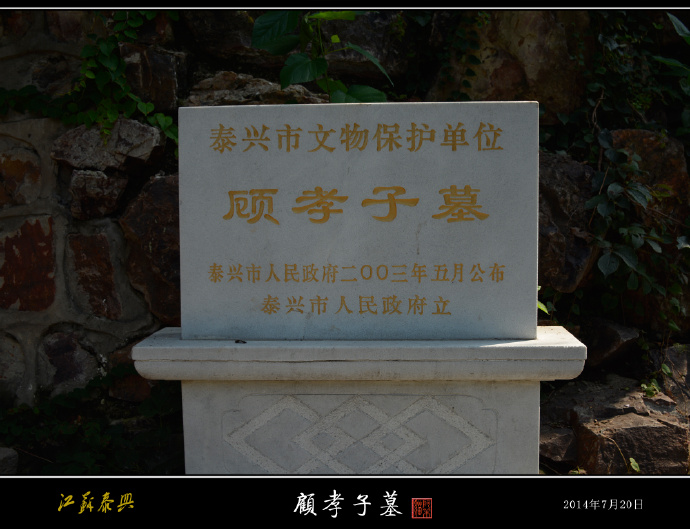 泰兴市文物保护单位
顾孝子墓
泰兴市人民政府二〇〇三年五月公布
泰兴市人民政府立
江蘇泰興
顧孝子墓
2014年7月20日